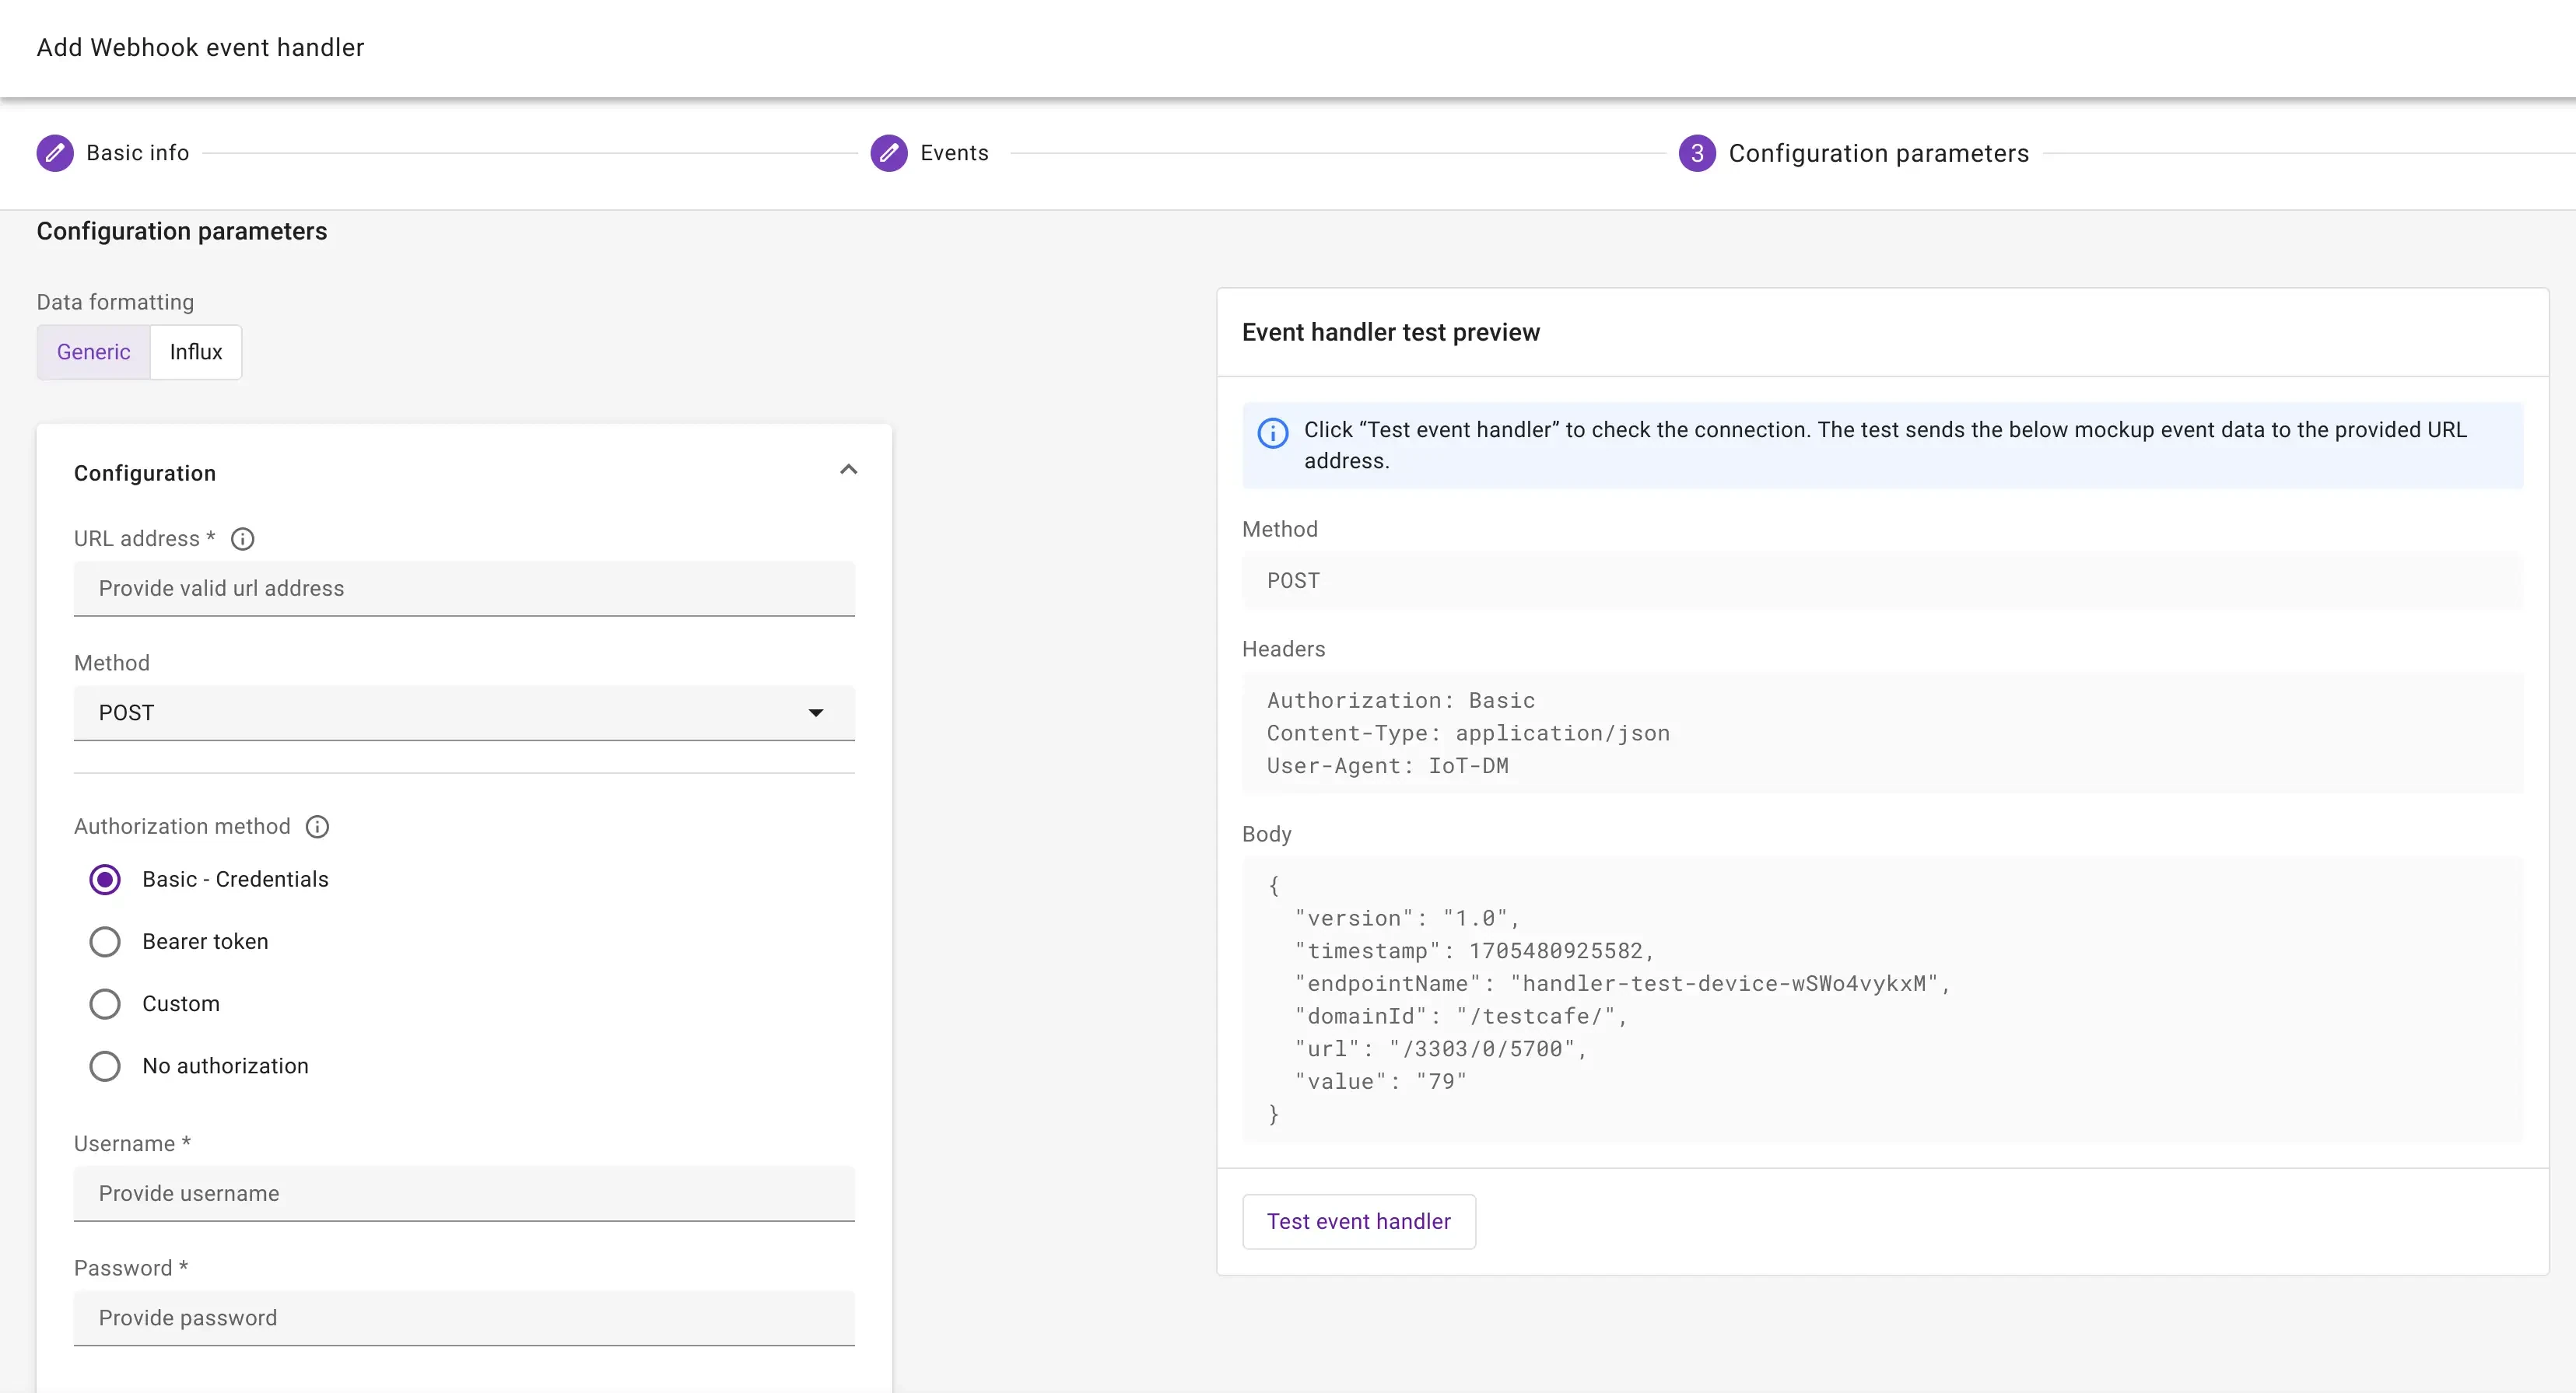 Add Webhook event handler
Basic info
Events
3 Configuration parameters
Configuration parameters
Data formatting
Generic Influx
Configuration
URL address *
Provide valid url address
Method
POST
Authorization method
Basic - Credentials
Bearer token
Custom
No authorization
Username *
Provide username
Password *
Provide password
Event handler test preview
Click “Test event handler” to check the connection. The test sends the below mockup event data to the provided URL
address.
Method
POST
Headers
Authorization: Basic
Content-Type: application/json
User-Agent: IoT-DM
Body
{
"version": "1.0",
"timestamp": 1705480925582,
"endpointName": "handler-test-device-wSWo4vykxM",
"domainId": "/testcafe/",
"url": "/3303/0/5700",
"value": "79"
}
Test event handler